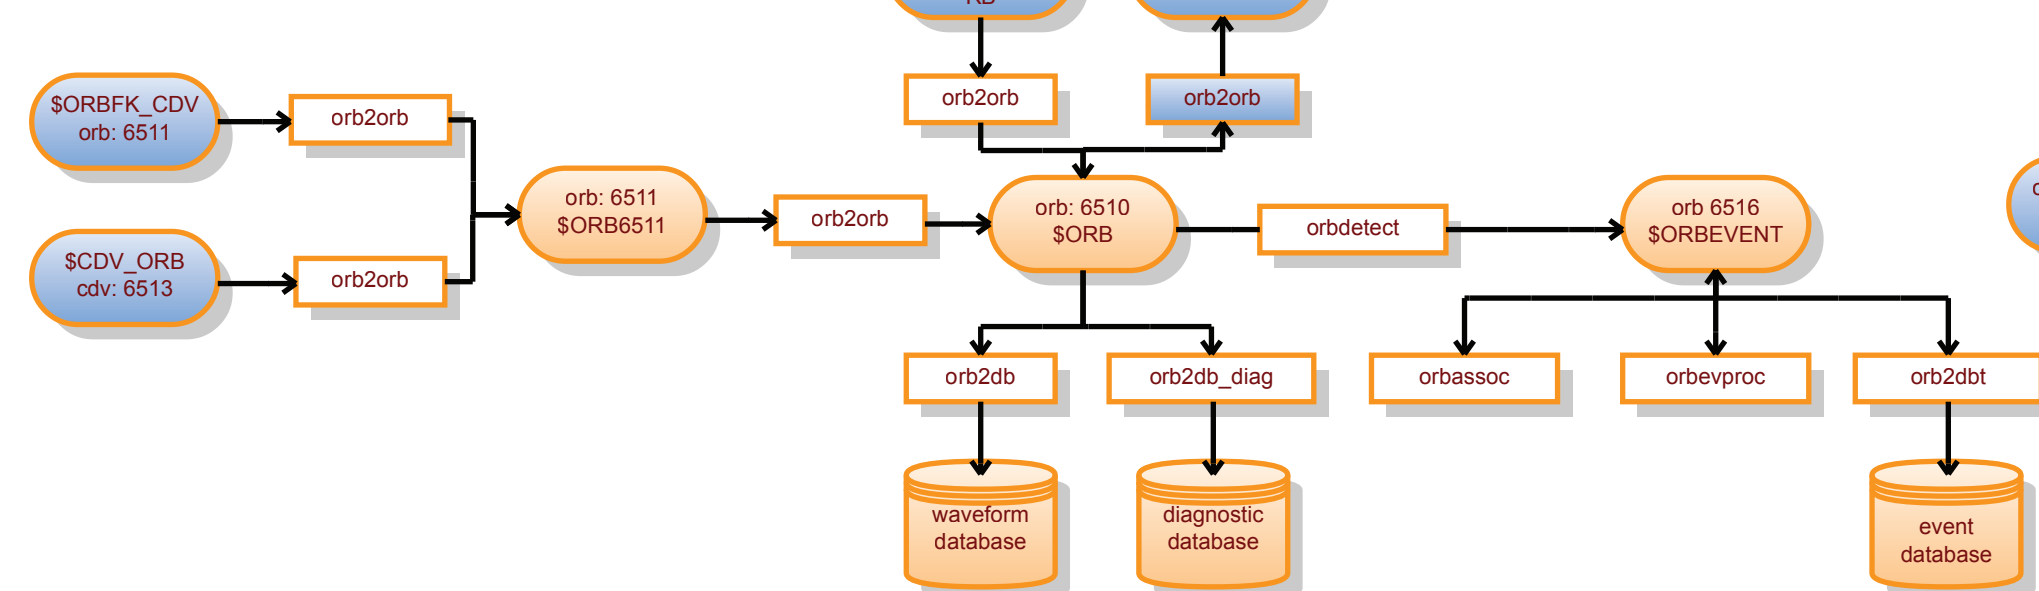 RB
$ORBFK_CDV
orb: 6511
orb2orb
orb2orb
orb2orb
orb: 6511
$ORB6511
orb2orb
orb: 6510
$ORB
orbdetect
orb 6516
$ORBEVENT
$CDV_ORB
cdv: 6513
orb2orb
orb2db
orb2db_diag
orbassoc
orbevproc
orb2dbt
waveform
database
diagnostic
database
event
database